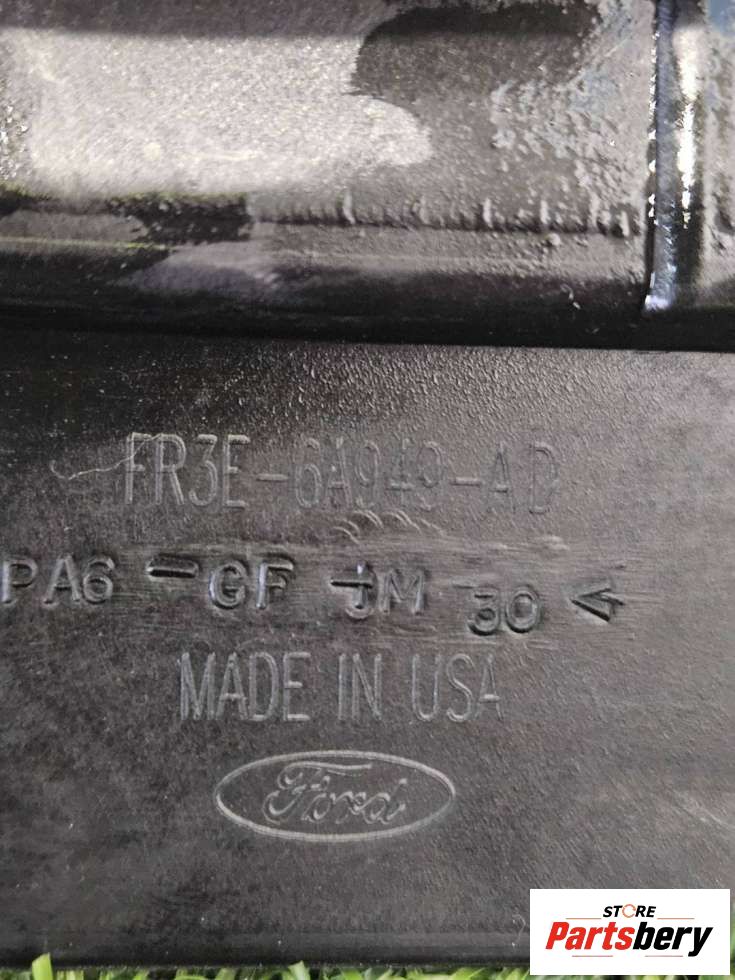 FR3E-6A949-AD
PA6 -GF +M 30<
MADE IN USA
Ford
STORE
Partsbery